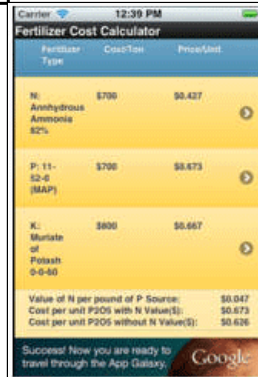 Carrier 12:39 PM
Fertilizer Cost Calculator
Fertilizer Cost/Ton Price/Unit
Type
N: $700 $0.427
Annhydrous
Ammonia
82%
P: 11- $700 $0.673
52-0
(MAP)
K: $800 $0.667
Muriate
of
Potash
0-0-60
Value of N per pound of P Source: $0.047
Cost per unit P2O5 with N Value($): $0.673
Cost per unit P2O5 without N Value($): $0.626
Success! Now you are ready to
travel through the App Galaxy.
Google